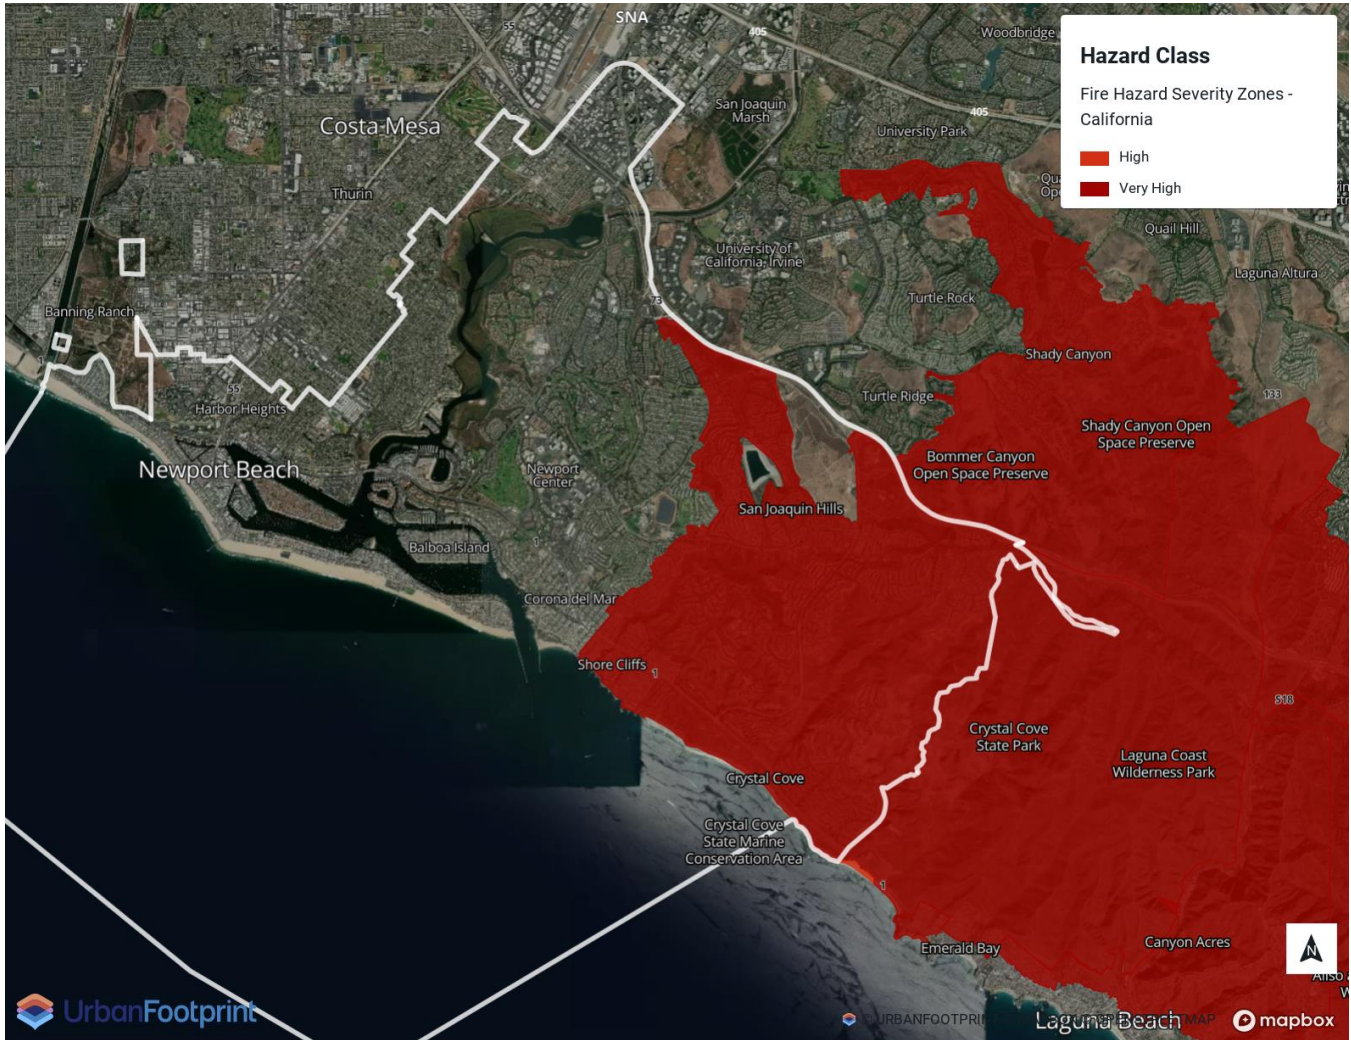 SNA
55
405
Woodbridge
Hazard Class
Fire Hazard Severity Zones -
California
High
Very High
San Joaquin
Marsh
405
Costa Mesa
University Park
Thurin
Quail Hill
University of
California, Irvine
Laguna Altura
Turtle Rock
73
Banning Ranch
1
Shady Canyon
55
Turtle Ridge
133
Harbor Heights
Shady Canyon Open
Space Preserve
Bommer Canyon
Open Space Preserve
Newport Beach
Newport
Center
San Joaquin Hills
1
Balboa Island
Corona del Mar
Shore Cliffs
1
Crystal Cove
State Park
Laguna Coast
Wilderness Park
Crystal Cove
Crystal Cove
State Marine
Conservation Area
1
Emerald Bay
Canyon Acres
N
UrbanFootprint
Laguna Beach
mapbox